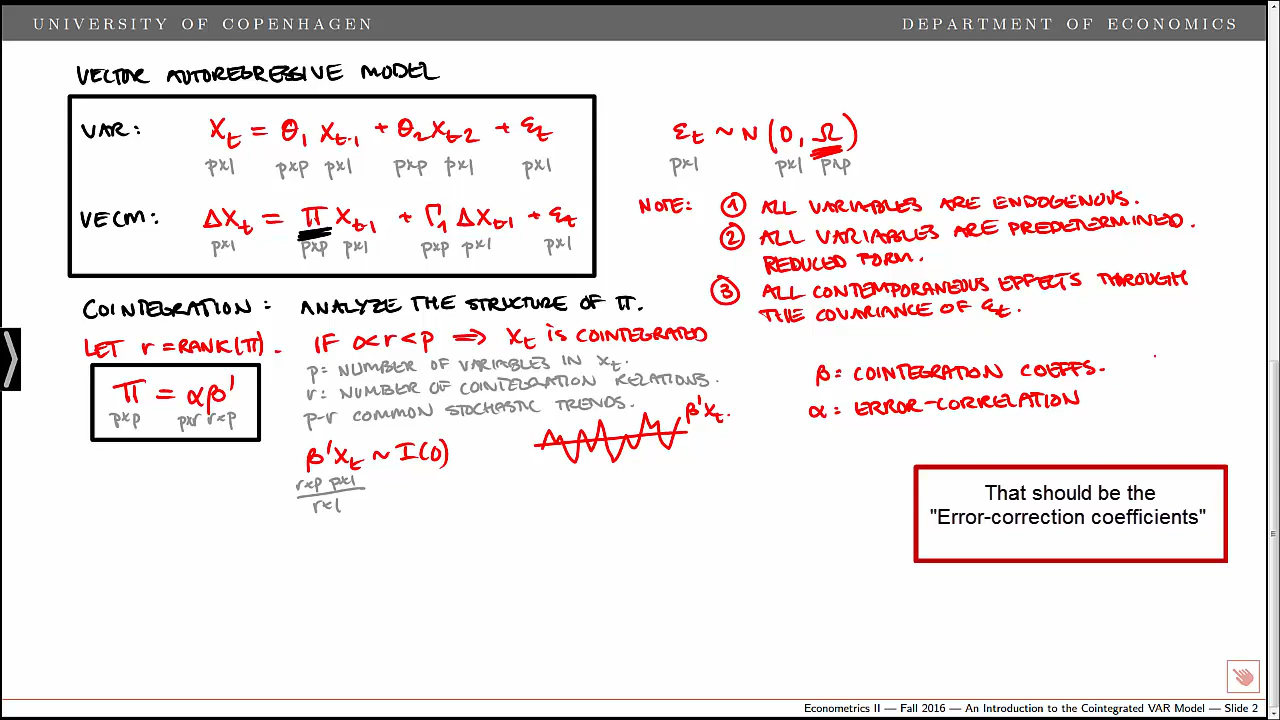 UNIVERSITY OF COPENHAGEN
DEPARTMENT OF ECONOMICS
VECTOR AUTOREGRESSIVE MODEL
VAR: Xt = θ1 Xt-1 + θ2 Xt-2 + εt
p×1 p×p p×1 p×p p×1 p×1
VECM: ΔXt = Π Xt-1 + Γ1 ΔXt-1 + εt
p×1 p×p p×1 p×p p×1 p×1
εt ~ N(0, Ω)
p×1 p×1 p×p
NOTE: ① ALL VARIABLES ARE ENDOGENOUS.
② ALL VARIABLES ARE PREDETERMINED.
REDUCED FORM.
③ ALL CONTEMPORANEOUS EFFECTS THROUGH
THE COVARIANCE OF εt.
COINTEGRATION: ANALYZE THE STRUCTURE OF Π.
LET r = RANK(Π). IF 0<r<p ⟹ Xt IS COINTEGRATED
p = NUMBER OF VARIABLES IN Xt.
r = NUMBER OF COINTEGRATION RELATIONS.
p-r COMMON STOCHASTIC TRENDS.
Π = αβ'
p×p p×r r×p
β'Xt ~ I(0)
r×p p×1
r×1
β'Xt.
β = COINTEGRATION COEFFS.
α = ERROR-CORRELATION
That should be the
"Error-correction coefficients"
Econometrics II — Fall 2016 — An Introduction to the Cointegrated VAR Model — Slide 2